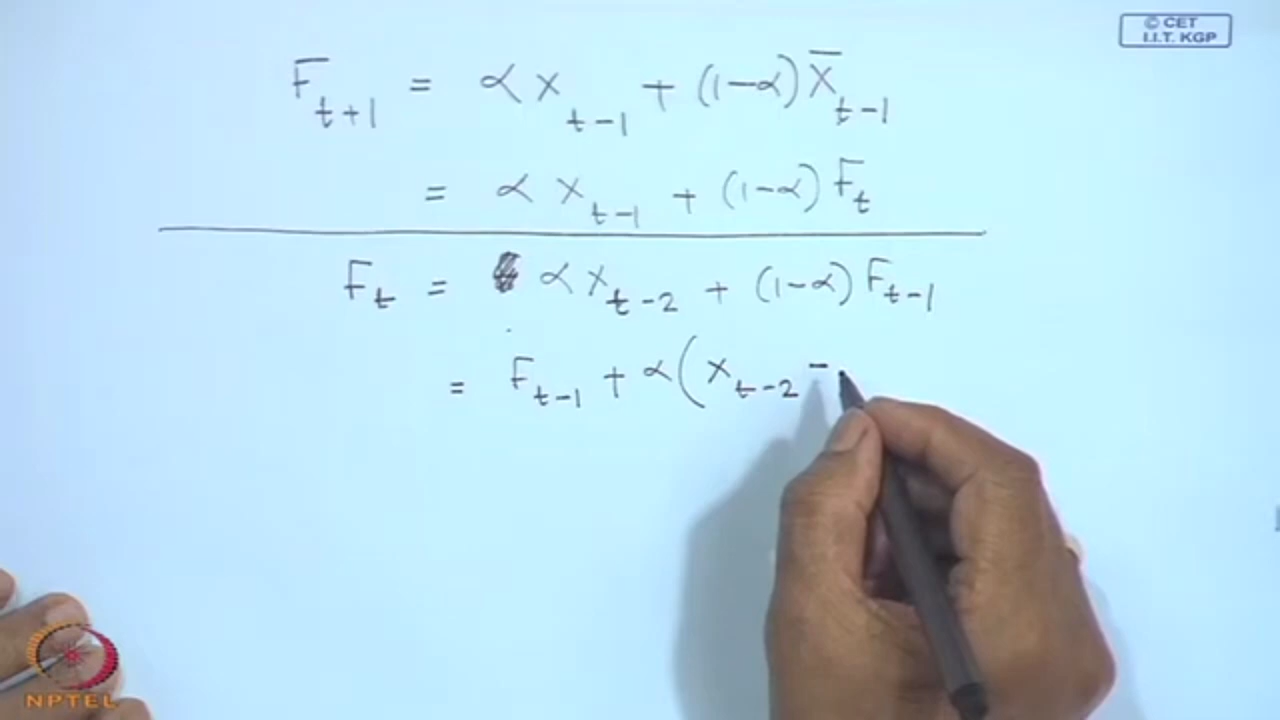 © CET
I.I.T. KGP
F_{t+1} = α x_{t-1} + (1-α) X̄_{t-1}
= α x_{t-1} + (1-α) F_t
F_t = α x_{t-2} + (1-α) F_{t-1}
= F_{t-1} + α ( x_{t-2} -
NPTEL